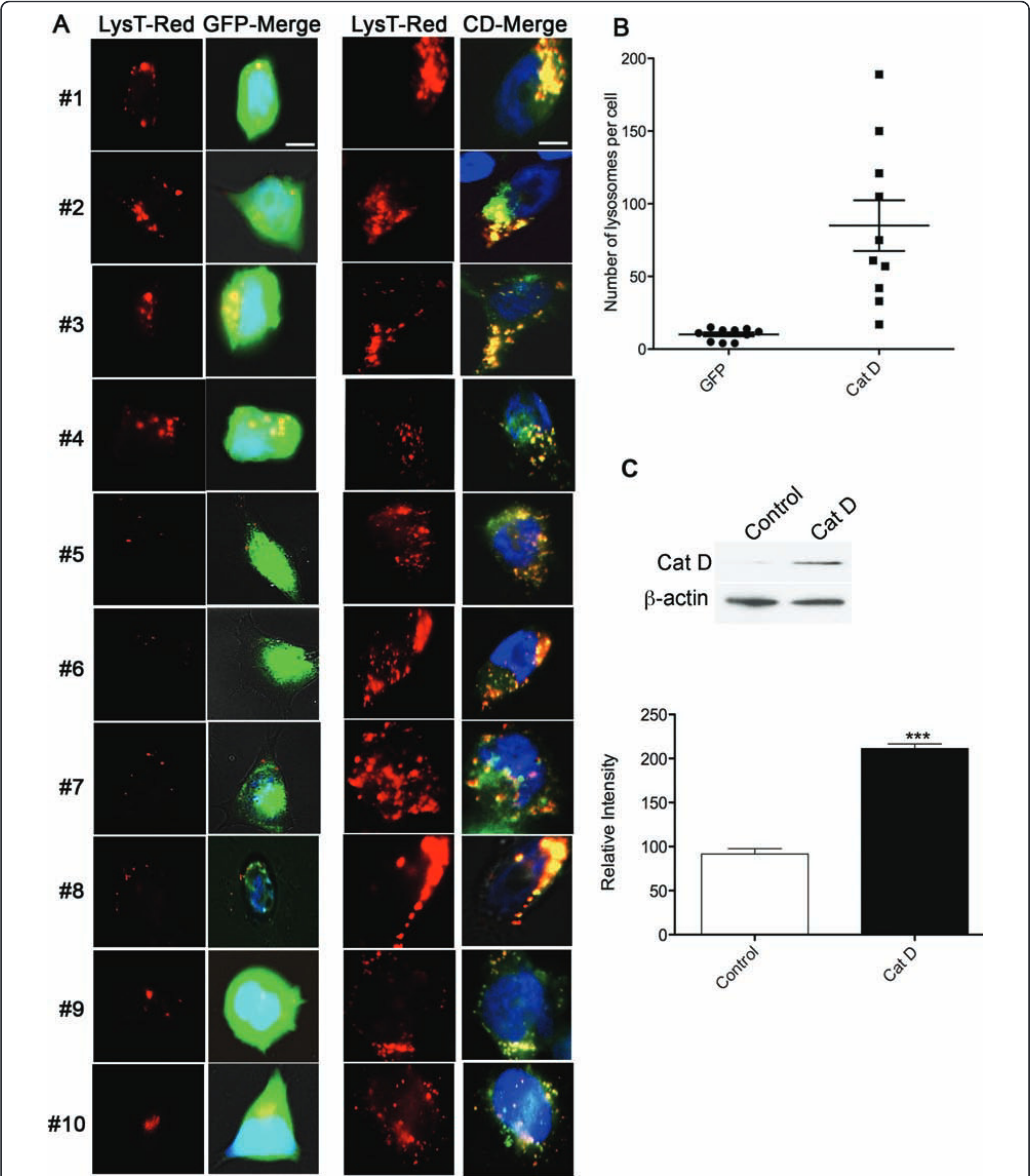 A
LysT-Red GFP-Merge LysT-Red CD-Merge
#1
#2
#3
#4
#5
#6
#7
#8
#9
#10
B
Number of lysosomes per cell
200
150
100
50
0
GFP
Cat D
C
Control
Cat D
Cat D
β-actin
Relative Intensity
250
200
150
100
50
0
***
Control
Cat D